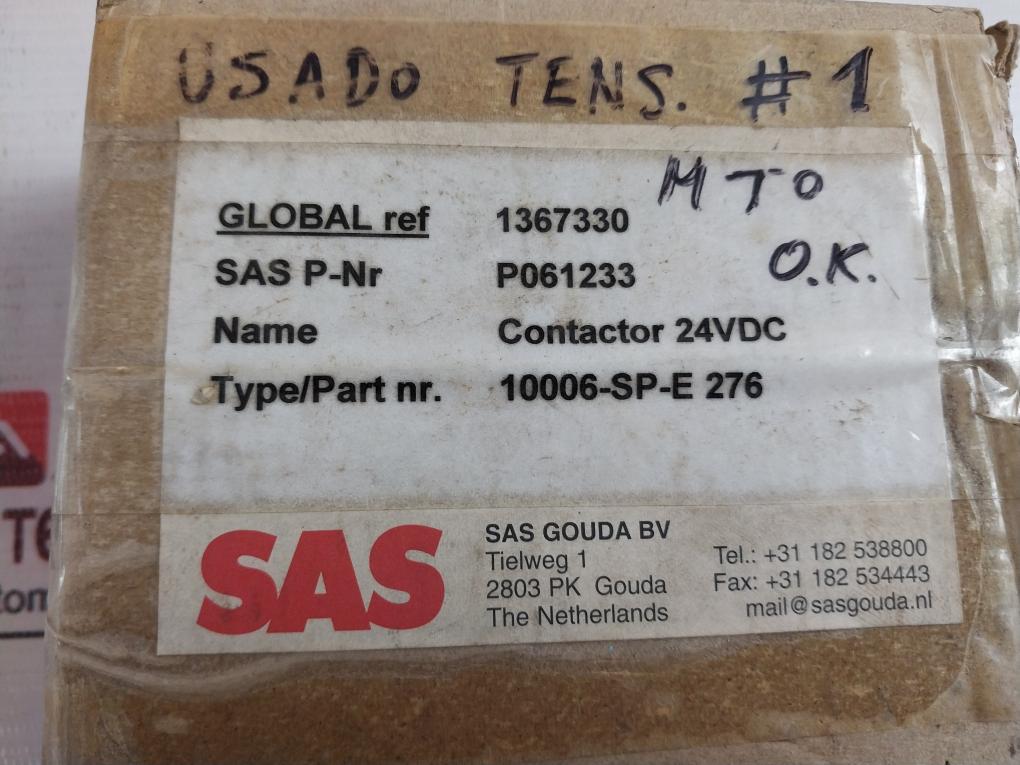 USADO TENS. #1
MTO
GLOBAL ref 1367330
O.K.
SAS P-Nr P061233
Name Contactor 24VDC
Type/Part nr. 10006-SP-E 276
SAS
SAS GOUDA BV
Tielweg 1
2803 PK Gouda
The Netherlands
Tel.: +31 182 538800
Fax: +31 182 534443
mail@sasgouda.nl